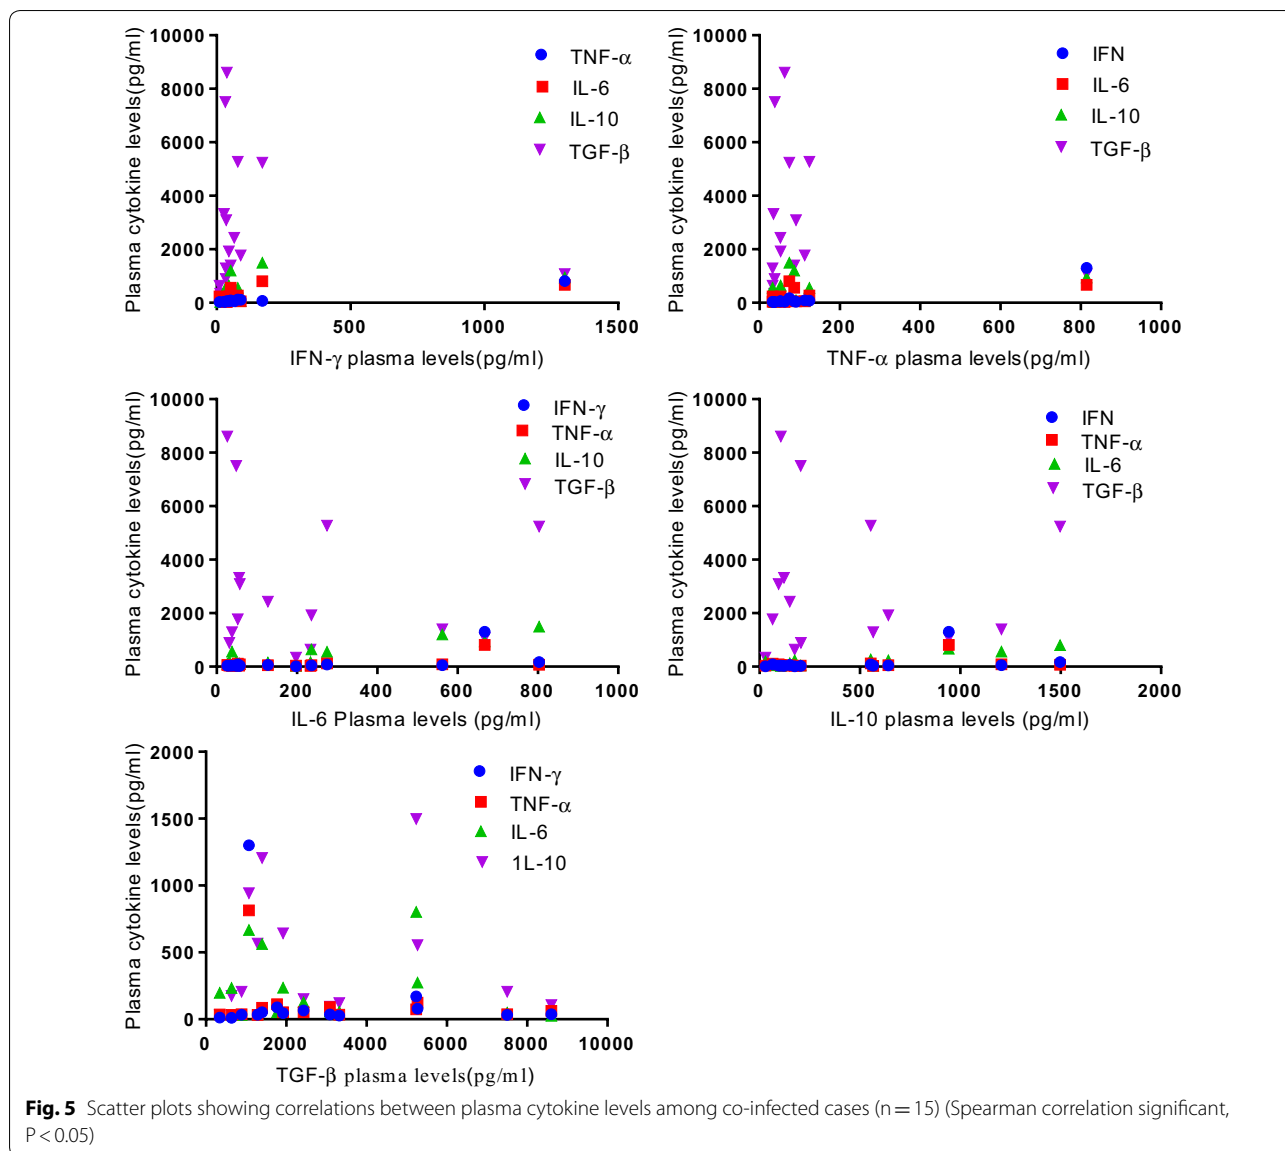 Plasma cytokine levels(pg/ml)
10000
8000
6000
4000
2000
0
0 500 1000 1500
IFN-γ plasma levels(pg/ml)
TNF-α
IL-6
IL-10
TGF-β
Plasma cytokine levels(pg/ml)
10000
8000
6000
4000
2000
0
0 200 400 600 800 1000
TNF-α plasma levels(pg/ml)
IFN
IL-6
IL-10
TGF-β
Plasma cytokine levels(pg/ml)
10000
8000
6000
4000
2000
0
0 200 400 600 800 1000
IL-6 Plasma levels (pg/ml)
IFN-γ
TNF-α
IL-10
TGF-β
Plasma cytokine levels(pg/ml)
10000
8000
6000
4000
2000
0
0 500 1000 1500 2000
IL-10 plasma levels (pg/ml)
IFN
TNF-α
IL-6
TGF-β
Plasma cytokine levels(pg/ml)
2000
1500
1000
500
0
0 2000 4000 6000 8000 10000
TGF-β plasma levels(pg/ml)
IFN-γ
TNF-α
IL-6
1L-10
Fig. 5 Scatter plots showing correlations between plasma cytokine levels among co-infected cases (n = 15) (Spearman correlation significant,
P < 0.05)